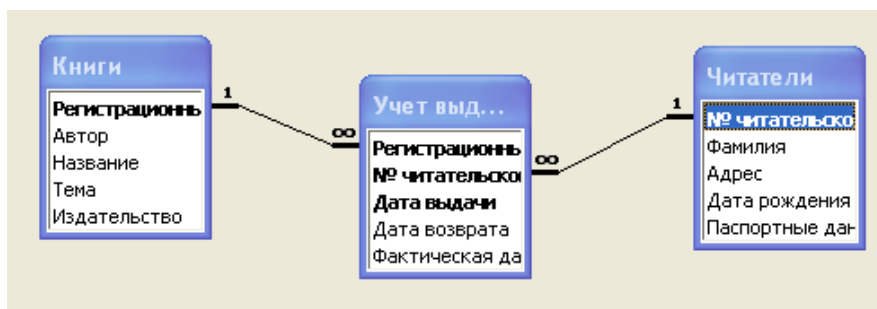 Книги
Регистрационнь
Автор
Название
Тема
Издательство
1
∞
Учет выд...
Регистрационнь
№ читательско
Дата выдачи
Дата возврата
Фактическая да
∞
1
Читатели
№ читательско
Фамилия
Адрес
Дата рождения
Паспортные дан